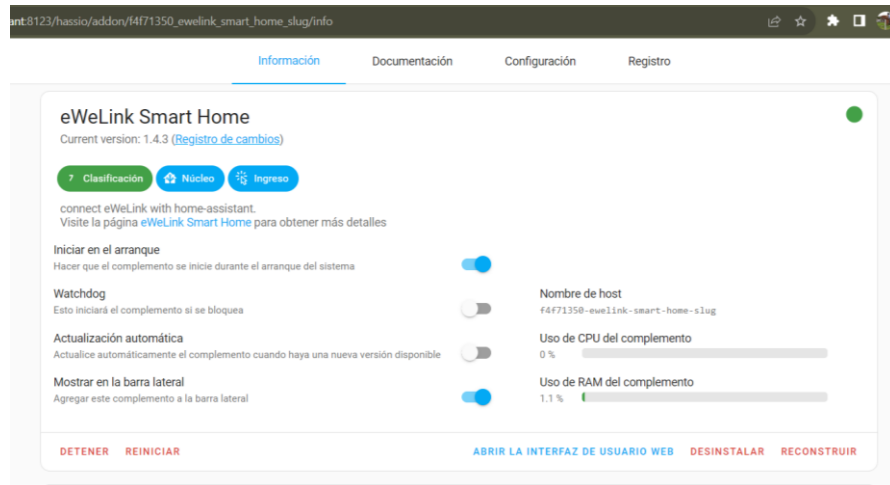 ant:8123/hassio/addon/f4f71350_ewelink_smart_home_slug/info
Información Documentación Configuración Registro
eWeLink Smart Home
Current version: 1.4.3 (Registro de cambios)
7 Clasificación Núcleo Ingreso
connect eWeLink with home-assistant.
Visite la página eWeLink Smart Home para obtener más detalles
Iniciar en el arranque
Hacer que el complemento se inicie durante el arranque del sistema
Watchdog
Esto iniciará el complemento si se bloquea
Nombre de host
f4f71350-ewelink-smart-home-slug
Actualización automática
Actualice automáticamente el complemento cuando haya una nueva versión disponible
Uso de CPU del complemento
0 %
Mostrar en la barra lateral
Agregar este complemento a la barra lateral
Uso de RAM del complemento
1.1 %
DETENER REINICIAR ABRIR LA INTERFAZ DE USUARIO WEB DESINSTALAR RECONSTRUIR